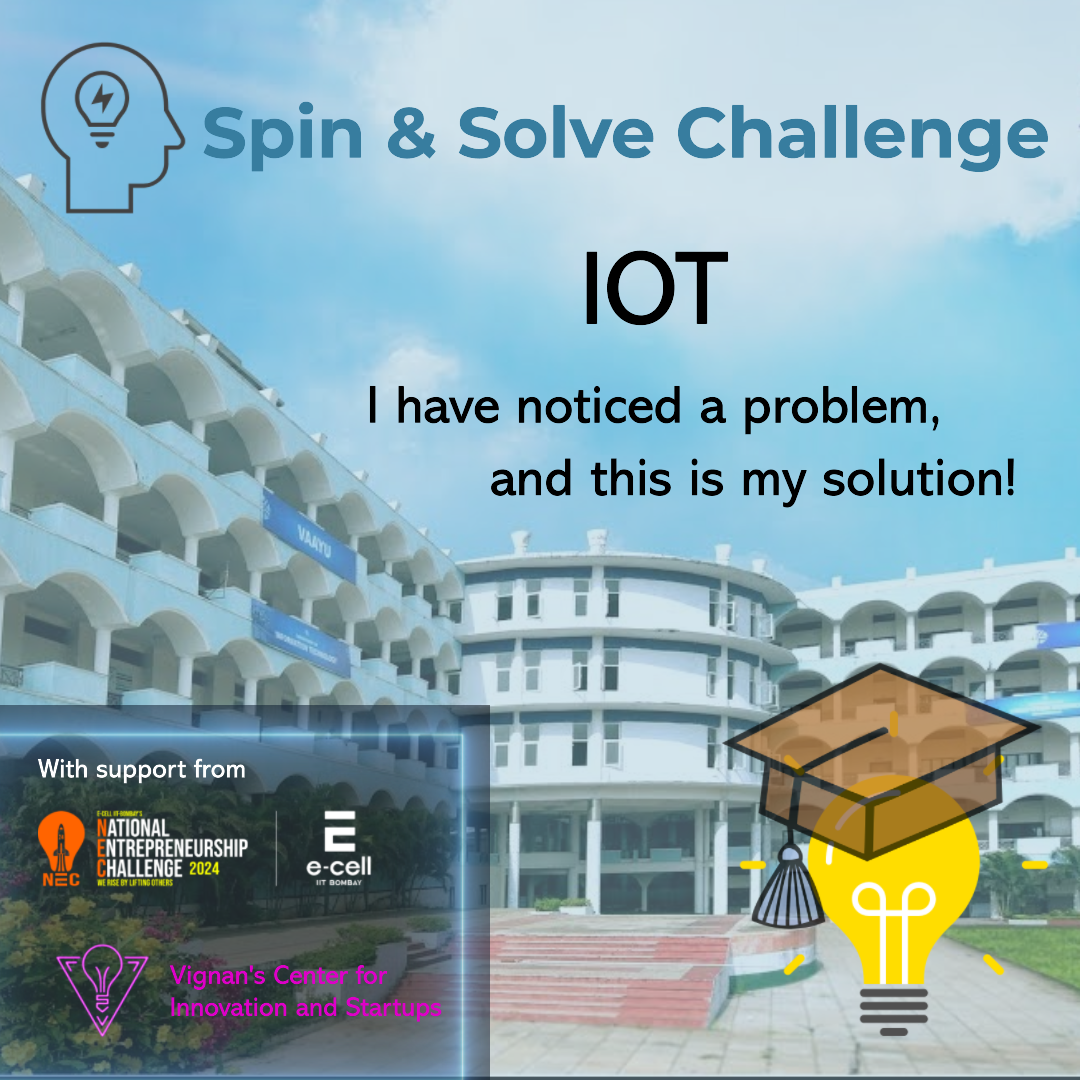 Spin & Solve Challenge
IOT
I have noticed a problem,
and this is my solution!
VAAYU
INFORMATION TECHNOLOGY
With support from
E-CELL IIT-BOMBAY'S
NATIONAL
ENTREPRENEURSHIP
CHALLENGE 2024
WE RISE BY LIFTING OTHERS
NEC
e-cell
IIT BOMBAY
Vignan's Center for
Innovation and Startups